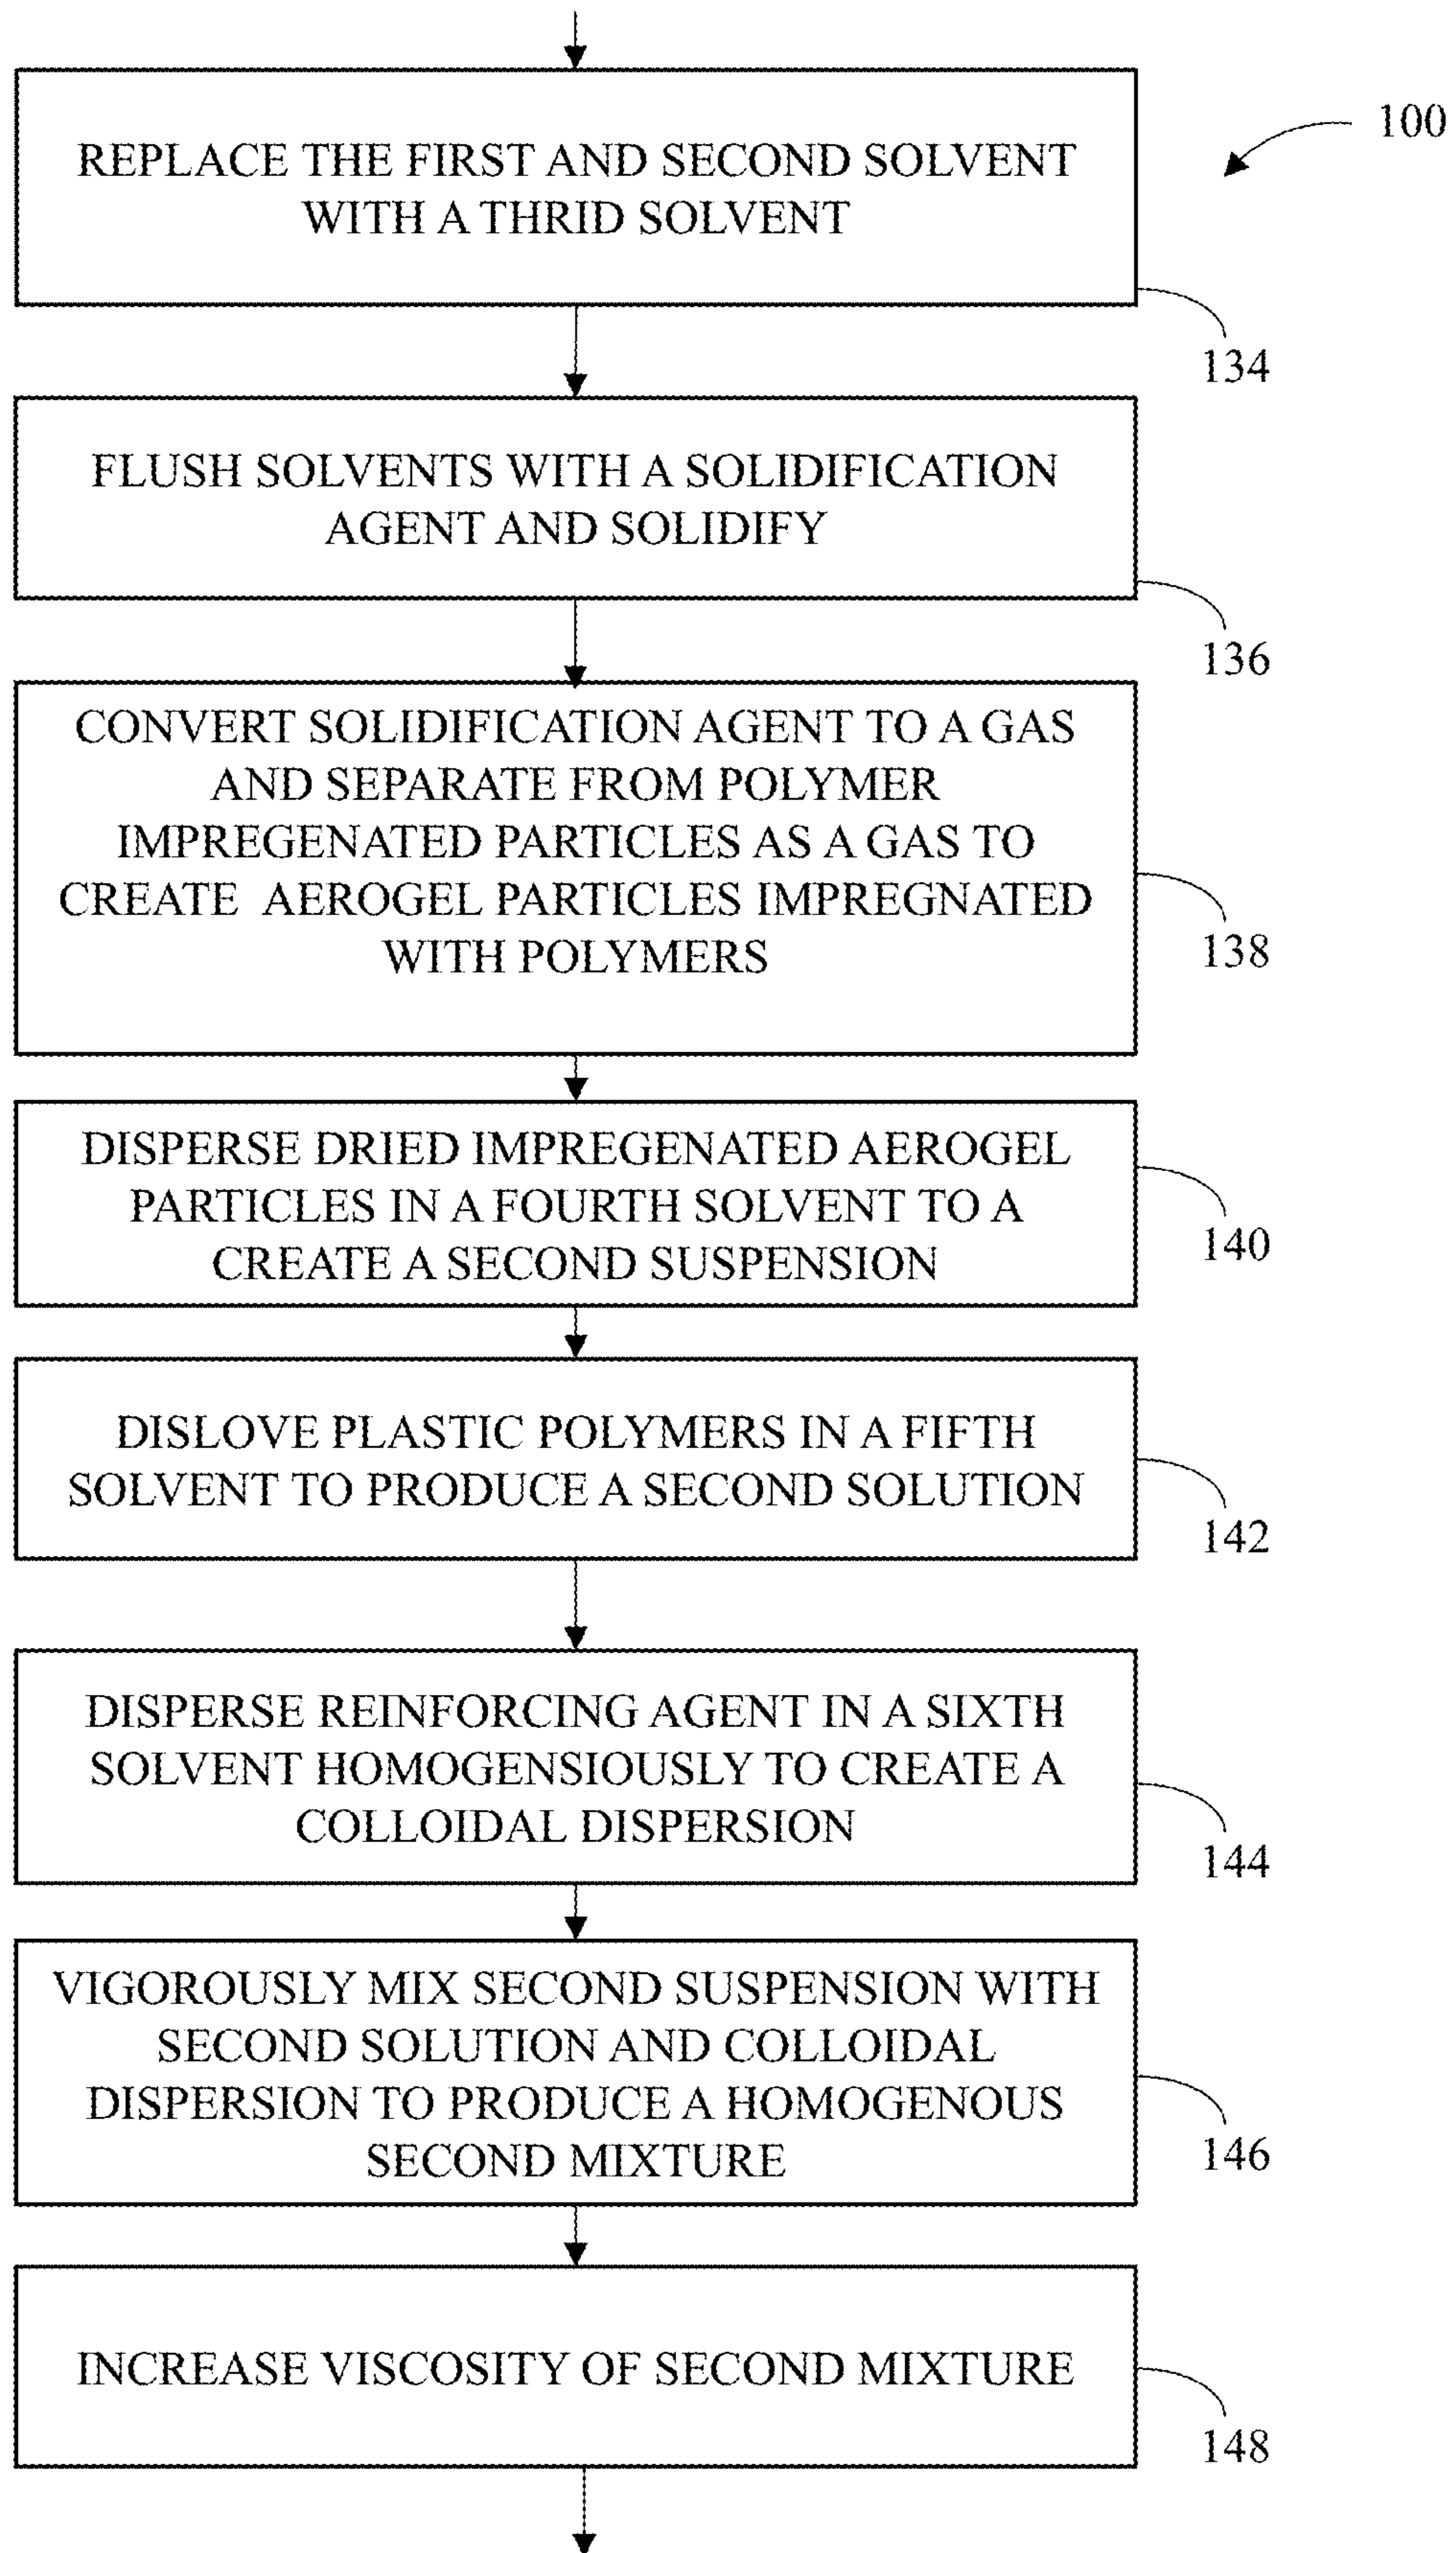 100
REPLACE THE FIRST AND SECOND SOLVENT
WITH A THRID SOLVENT
134
FLUSH SOLVENTS WITH A SOLIDIFICATION
AGENT AND SOLIDIFY
136
CONVERT SOLIDIFICATION AGENT TO A GAS
AND SEPARATE FROM POLYMER
IMPREGENATED PARTICLES AS A GAS TO
CREATE AEROGEL PARTICLES IMPREGNATED
WITH POLYMERS
138
DISPERSE DRIED IMPREGENATED AEROGEL
PARTICLES IN A FOURTH SOLVENT TO A
CREATE A SECOND SUSPENSION
140
DISLOVE PLASTIC POLYMERS IN A FIFTH
SOLVENT TO PRODUCE A SECOND SOLUTION
142
DISPERSE REINFORCING AGENT IN A SIXTH
SOLVENT HOMOGENSIOUSLY TO CREATE A
COLLOIDAL DISPERSION
144
VIGOROUSLY MIX SECOND SUSPENSION WITH
SECOND SOLUTION AND COLLOIDAL
DISPERSION TO PRODUCE A HOMOGENOUS
SECOND MIXTURE
146
INCREASE VISCOSITY OF SECOND MIXTURE
148